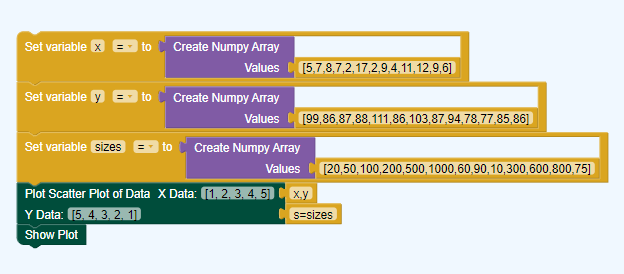 Set variable x = to Create Numpy Array
Values [5,7,8,7,2,17,2,9,4,11,12,9,6]
Set variable y = to Create Numpy Array
Values [99,86,87,88,111,86,103,87,94,78,77,85,86]
Set variable sizes = to Create Numpy Array
Values [20,50,100,200,500,1000,60,90,10,300,600,800,75]
Plot Scatter Plot of Data X Data: [1, 2, 3, 4, 5] x,y
Y Data: [5, 4, 3, 2, 1] s=sizes
Show Plot